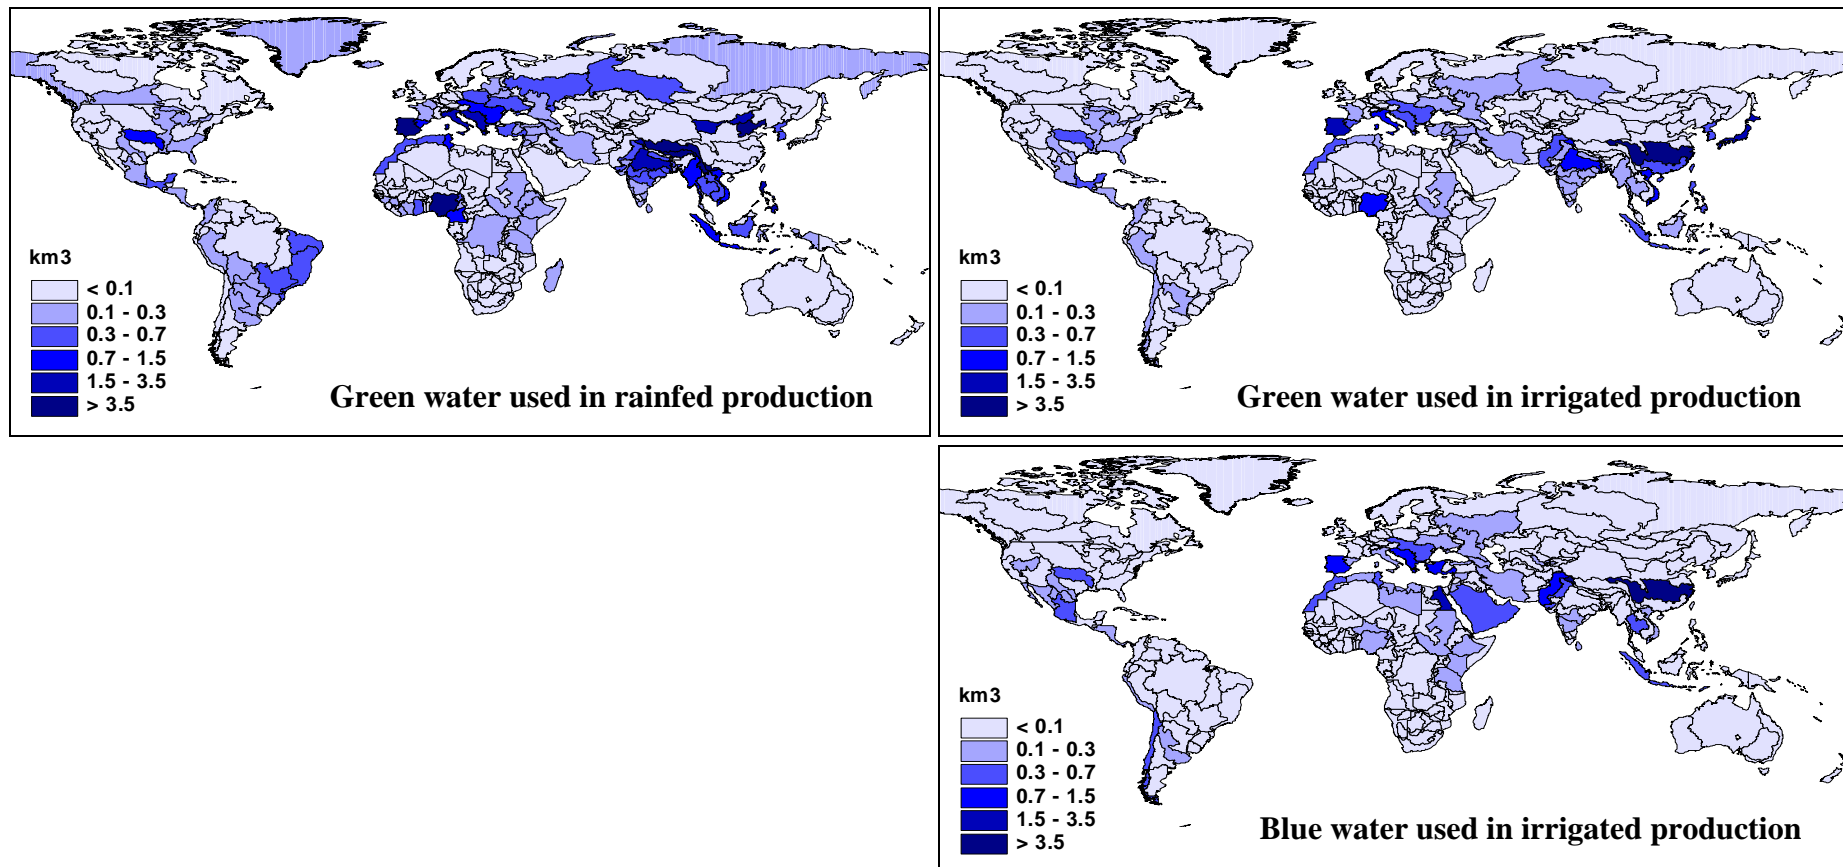 km3
< 0.1
0.1 - 0.3
0.3 - 0.7
0.7 - 1.5
1.5 - 3.5
> 3.5
Green water used in rainfed production
km3
< 0.1
0.1 - 0.3
0.3 - 0.7
0.7 - 1.5
1.5 - 3.5
> 3.5
Green water used in irrigated production
km3
< 0.1
0.1 - 0.3
0.3 - 0.7
0.7 - 1.5
1.5 - 3.5
> 3.5
Blue water used in irrigated production